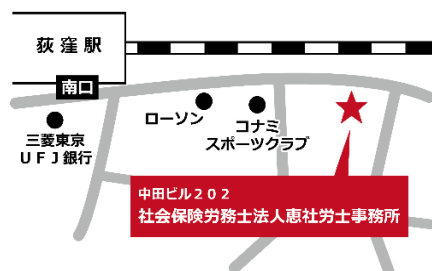 荻窪駅
南口
三菱東京
ＵＦＪ銀行
ローソン
コナミ
スポーツクラブ
中田ビル２０２
社会保険労務士法人恵社労士事務所